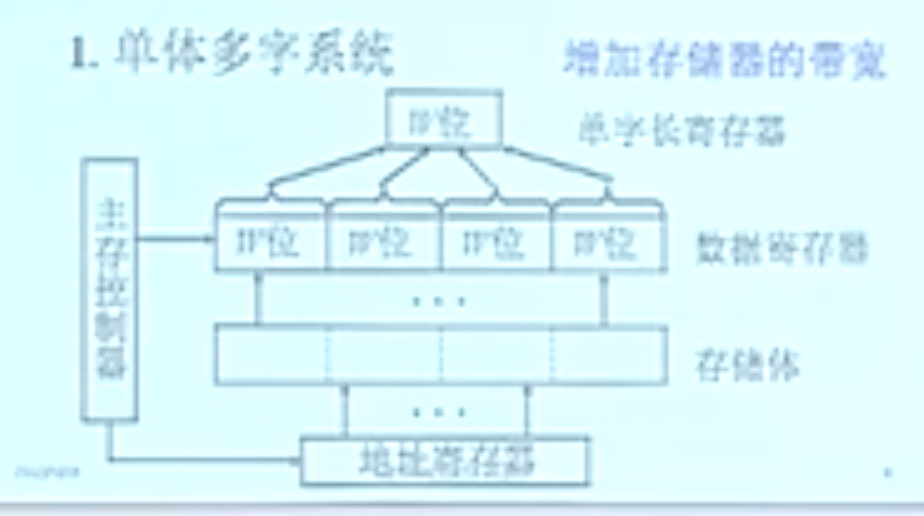 1. 单体多字系统
增加存储器的带宽
W位
单字长寄存器
主存控制器
W位
W位
W位
W位
数据寄存器
...
存储体
...
地址寄存器